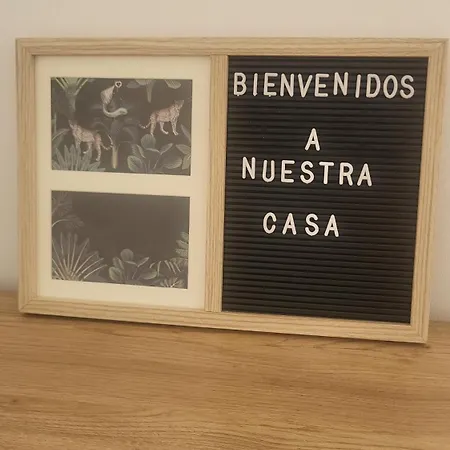 BIENVENIDOS
A
NUESTRA
CASA